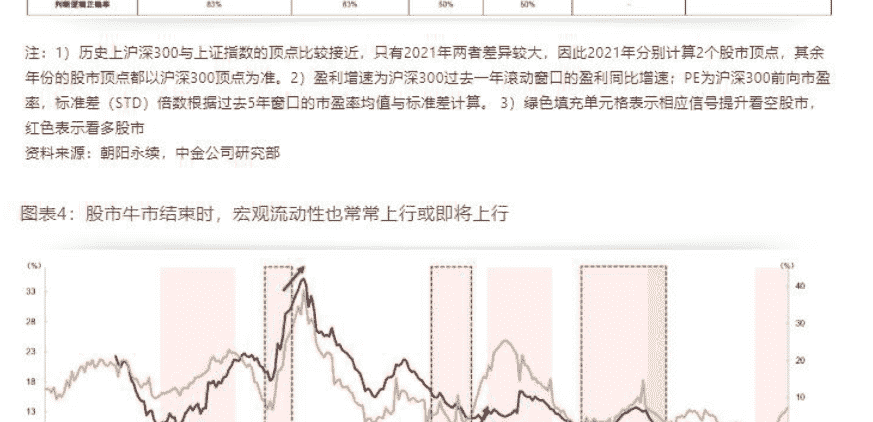 判断逻辑正确率 83% 83% 50% 50% - -
注：1）历史上沪深300与上证指数的顶点比较接近，只有2021年两者差异较大，因此2021年分别计算2个股市顶点，其余
年份的股市顶点都以沪深300顶点为准。2）盈利增速为沪深300过去一年滚动窗口的盈利同比增速；PE为沪深300前向市盈
率，标准差（STD）倍数根据过去5年窗口的市盈率均值与标准差计算。 3）绿色填充单元格表示相应信号提升看空股市，
红色表示看多股市
资料来源：朝阳永续，中金公司研究部
图表4：股市牛市结束时，宏观流动性也常常上行或即将上行
(%) (%)
33 40
28 30
23 20
18 10
13